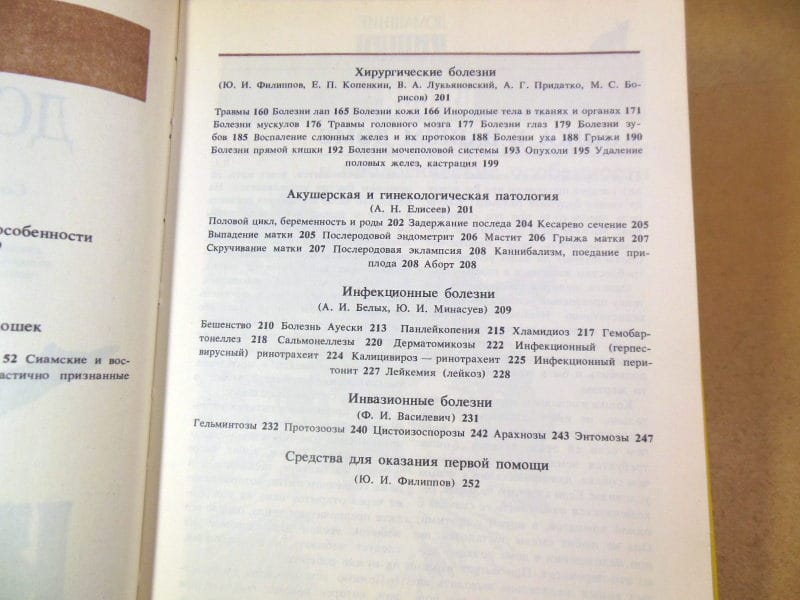 ДО
особенности
ошек
52 Сиамские и вос-
астично признанные
Хирургические болезни
(Ю. И. Филиппов, Е. П. Копенкин, В. А. Лукьяновский, А. Г. Придатко, М. С. Бо-
рисов) 201
Травмы 160 Болезни лап 165 Болезни кожи 166 Инородные тела в тканях и органах 171
Болезни мускулов 176 Травмы головного мозга 177 Болезни глаз 179 Болезни зу-
бов 185 Воспаление слюнных желез и их протоков 188 Болезни уха 188 Грыжи 190
Болезни прямой кишки 192 Болезни мочеполовой системы 193 Опухоли 195 Удаление
половых желез, кастрация 199
Акушерская и гинекологическая патология
(А. Н. Елисеев) 201
Половой цикл, беременность и роды 202 Задержание последа 204 Кесарево сечение 205
Выпадение матки 205 Послеродовой эндометрит 206 Мастит 206 Грыжа матки 207
Скручивание матки 207 Послеродовая эклампсия 208 Каннибализм, поедание при-
плода 208 Аборт 208
Инфекционные болезни
(А. И. Белых, Ю. И. Минасуев) 209
Бешенство 210 Болезнь Ауески 213 Панлейкопения 215 Хламидиоз 217 Гемобар-
тонеллез 218 Сальмонеллезы 220 Дерматомикозы 222 Инфекционный (герпес-
вирусный) ринотрахеит 224 Калицивироз — ринотрахеит 225 Инфекционный пери-
тонит 227 Лейкемия (лейкоз) 228
Инвазионные болезни
(Ф. И. Василевич) 231
Гельминтозы 232 Протозоозы 240 Цистоизоспорозы 242 Арахнозы 243 Энтомозы 247
Средства для оказания первой помощи
(Ю. И. Филиппов) 252